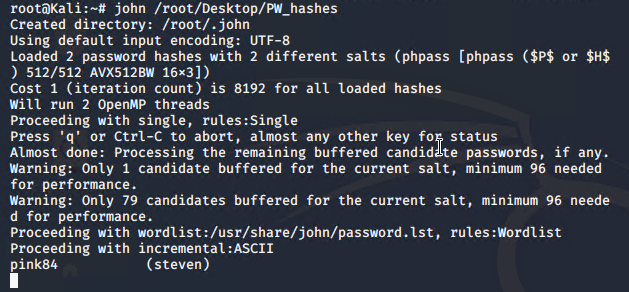 root@Kali:~# john /root/Desktop/PW_hashes
Created directory: /root/.john
Using default input encoding: UTF-8
Loaded 2 password hashes with 2 different salts (phpass [phpass ($P$ or $H$
) 512/512 AVX512BW 16×3])
Cost 1 (iteration count) is 8192 for all loaded hashes
Will run 2 OpenMP threads
Proceeding with single, rules:Single
Press 'q' or Ctrl-C to abort, almost any other key for status
Almost done: Processing the remaining buffered candidate passwords, if any.
Warning: Only 1 candidate buffered for the current salt, minimum 96 needed
for performance.
Warning: Only 79 candidates buffered for the current salt, minimum 96 neede
d for performance.
Proceeding with wordlist:/usr/share/john/password.lst, rules:Wordlist
Proceeding with incremental:ASCII
pink84           (steven)